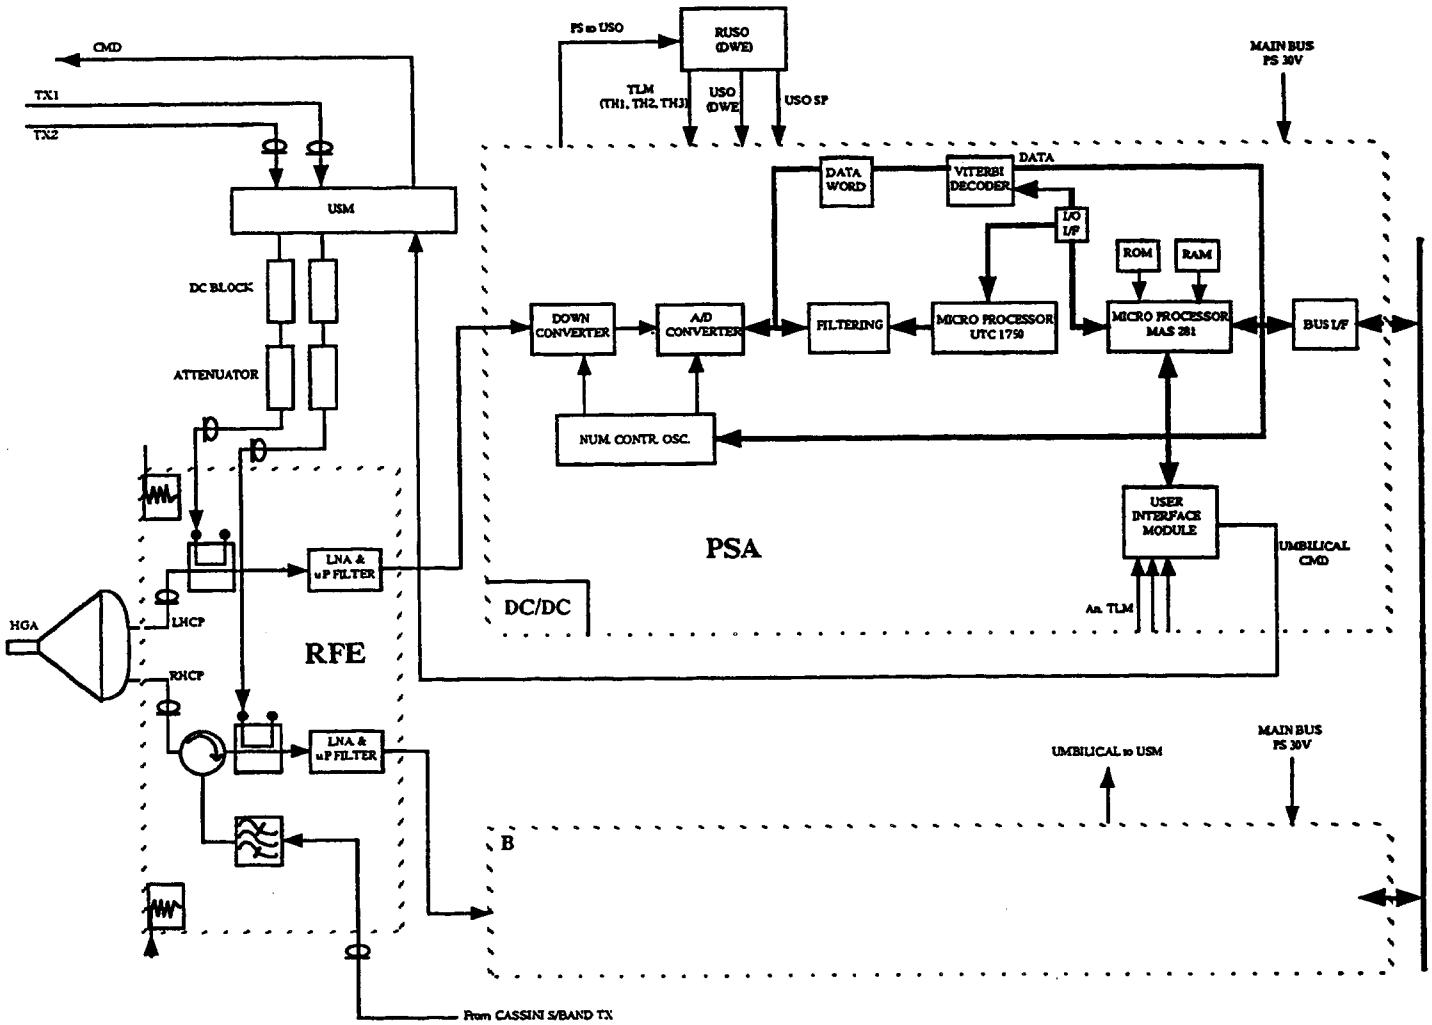 PS to USO
RUSO
(DWE)
CMD
MAIN BUS
PS 30V
TX1
TX2
TLM
(TH1, TH2, TH3)
USO
(DWE
USO SP
DATA
WORD
VITERBI
DECODER
DATA
USM
I/O
I/F
ROM
RAM
DC BLOCK
DOWN
CONVERTER
A/D
CONVERTER
FILTERING
MICRO PROCESSOR
UTC 1750
MICRO PROCESSOR
MAS 281
BUS I/F
ATTENUATOR
NUM. CONTR. OSC.
USER
INTERFACE
MODULE
PSA
UMBILICAL
CMD
LNA &
uP FILTER
DC/DC
An. TLM
HGA
LHCP
RFE
RHCP
LNA &
uP FILTER
UMBILICAL to USM
MAIN BUS
PS 30V
B
From CASSINI S/BAND TX